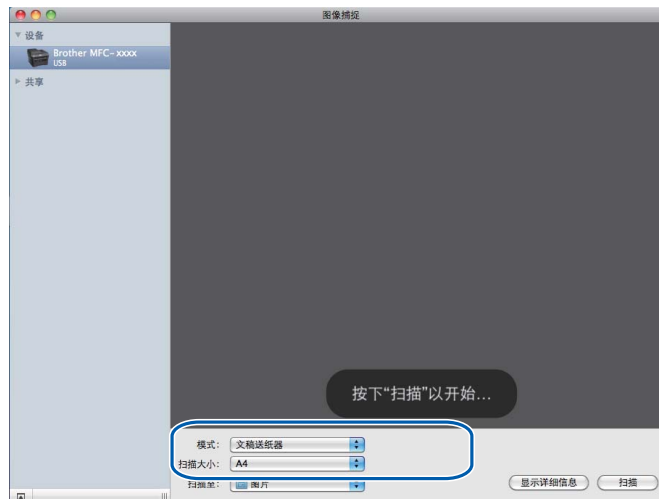 图像捕捉
设备
Brother MFC-xxxx
USB
共享
按下“扫描”以开始...
模式: 文稿送纸器
扫描大小: A4
扫描至: 图片
显示详细信息 扫描